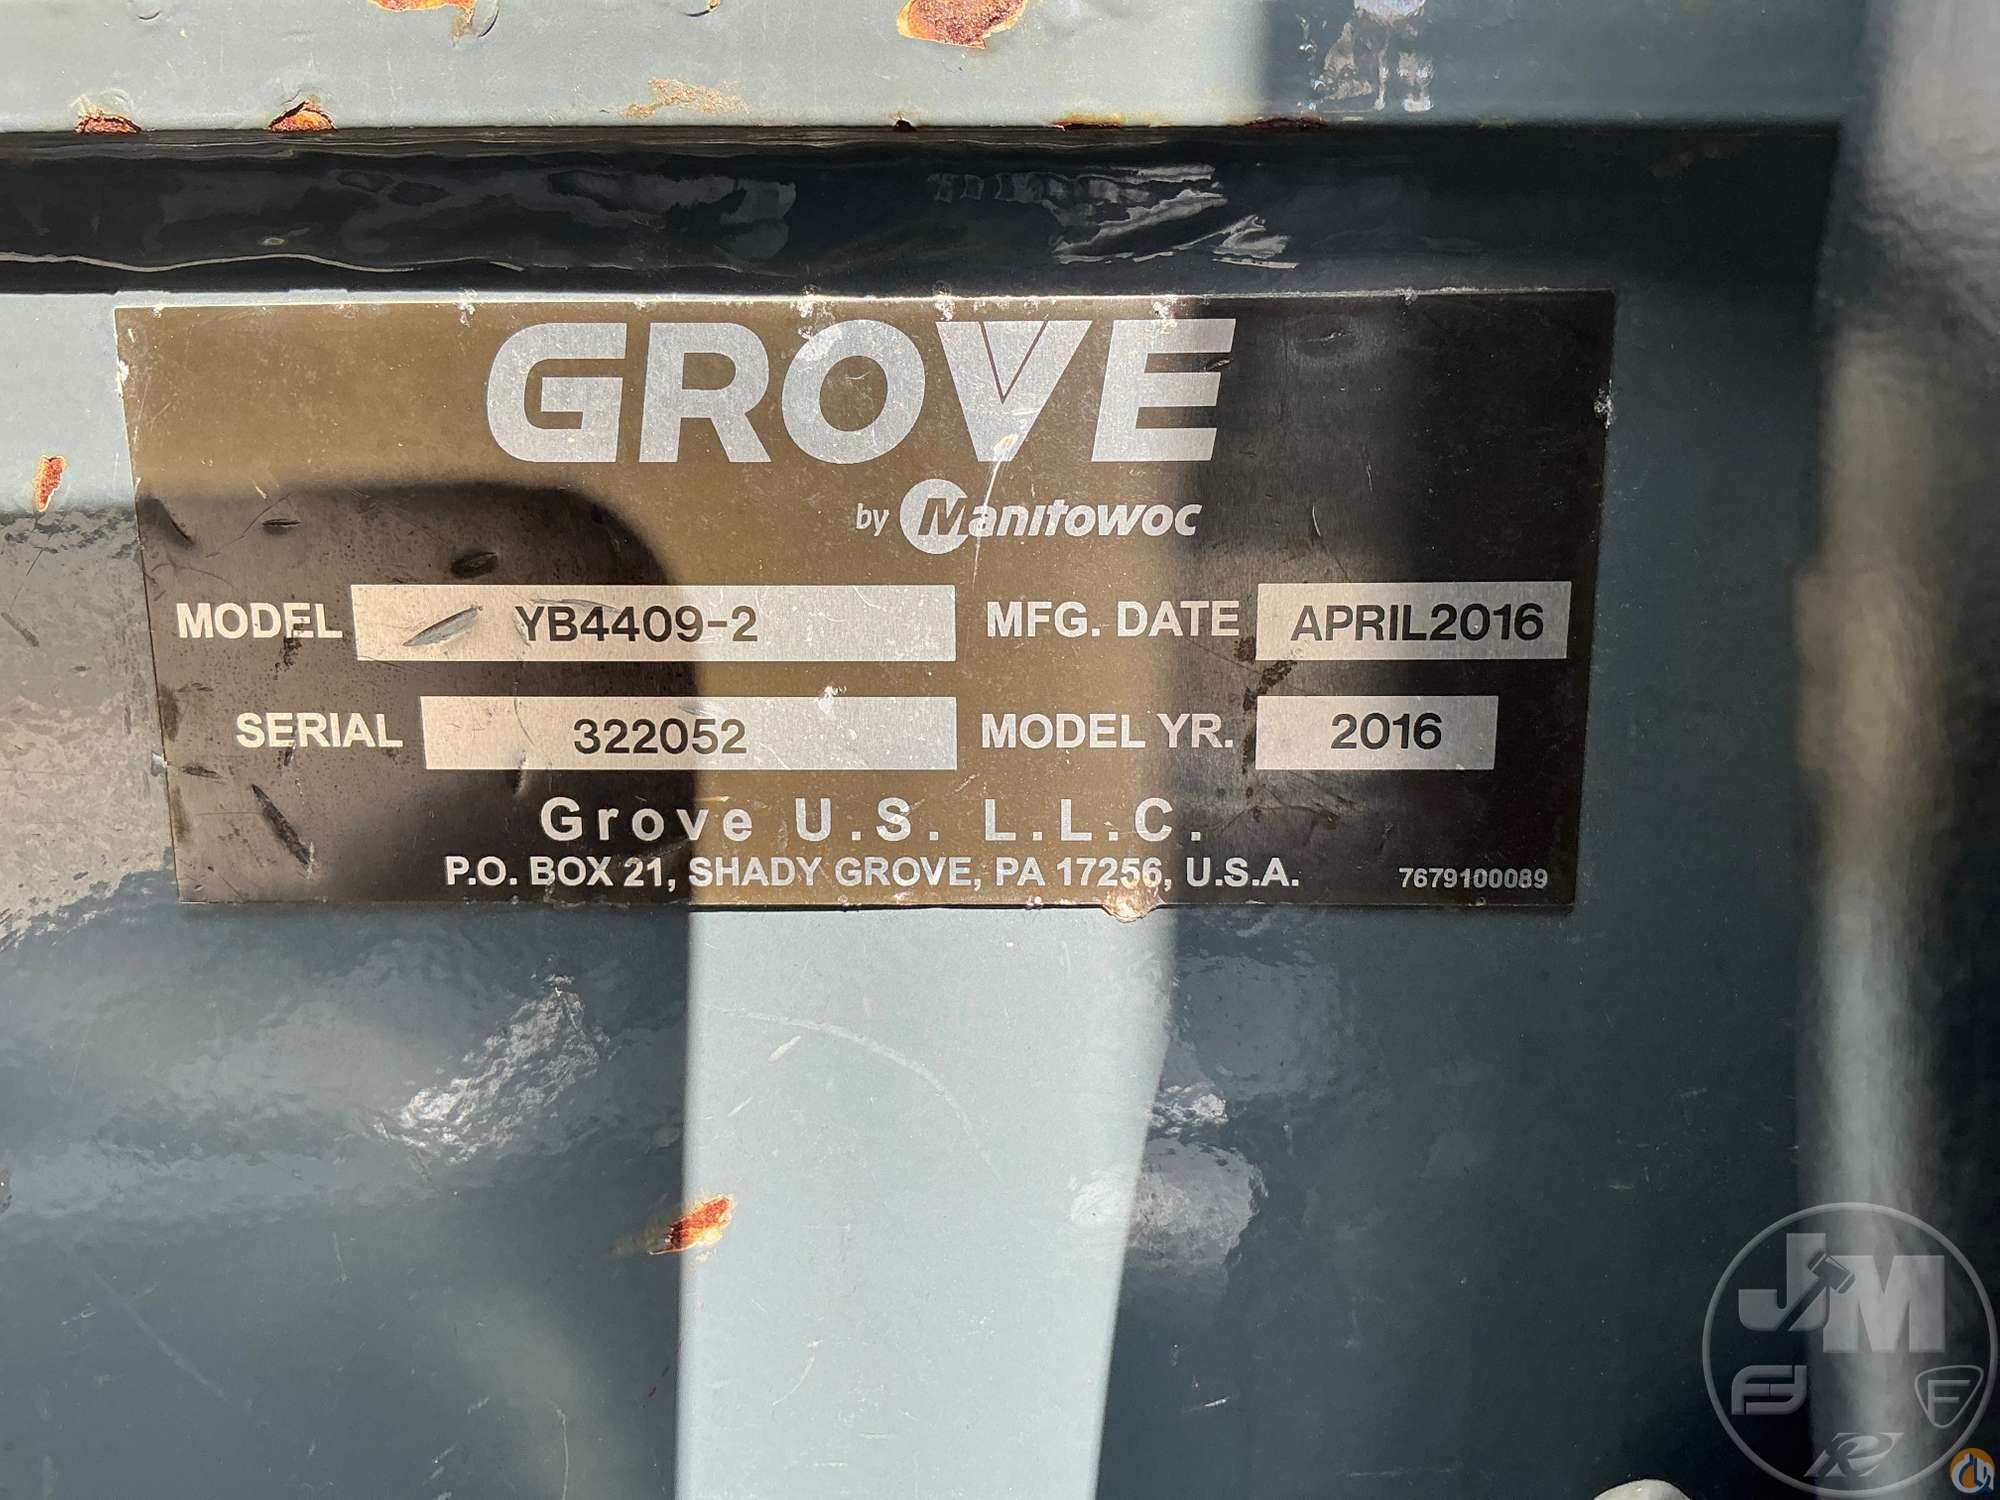 GROVE
by Manitowoc
MODEL YB4409-2 MFG. DATE APRIL2016
SERIAL 322052 MODEL YR. 2016
Grove U.S. L.L.C.
P.O. BOX 21, SHADY GROVE, PA 17256, U.S.A. 7679100089
JM